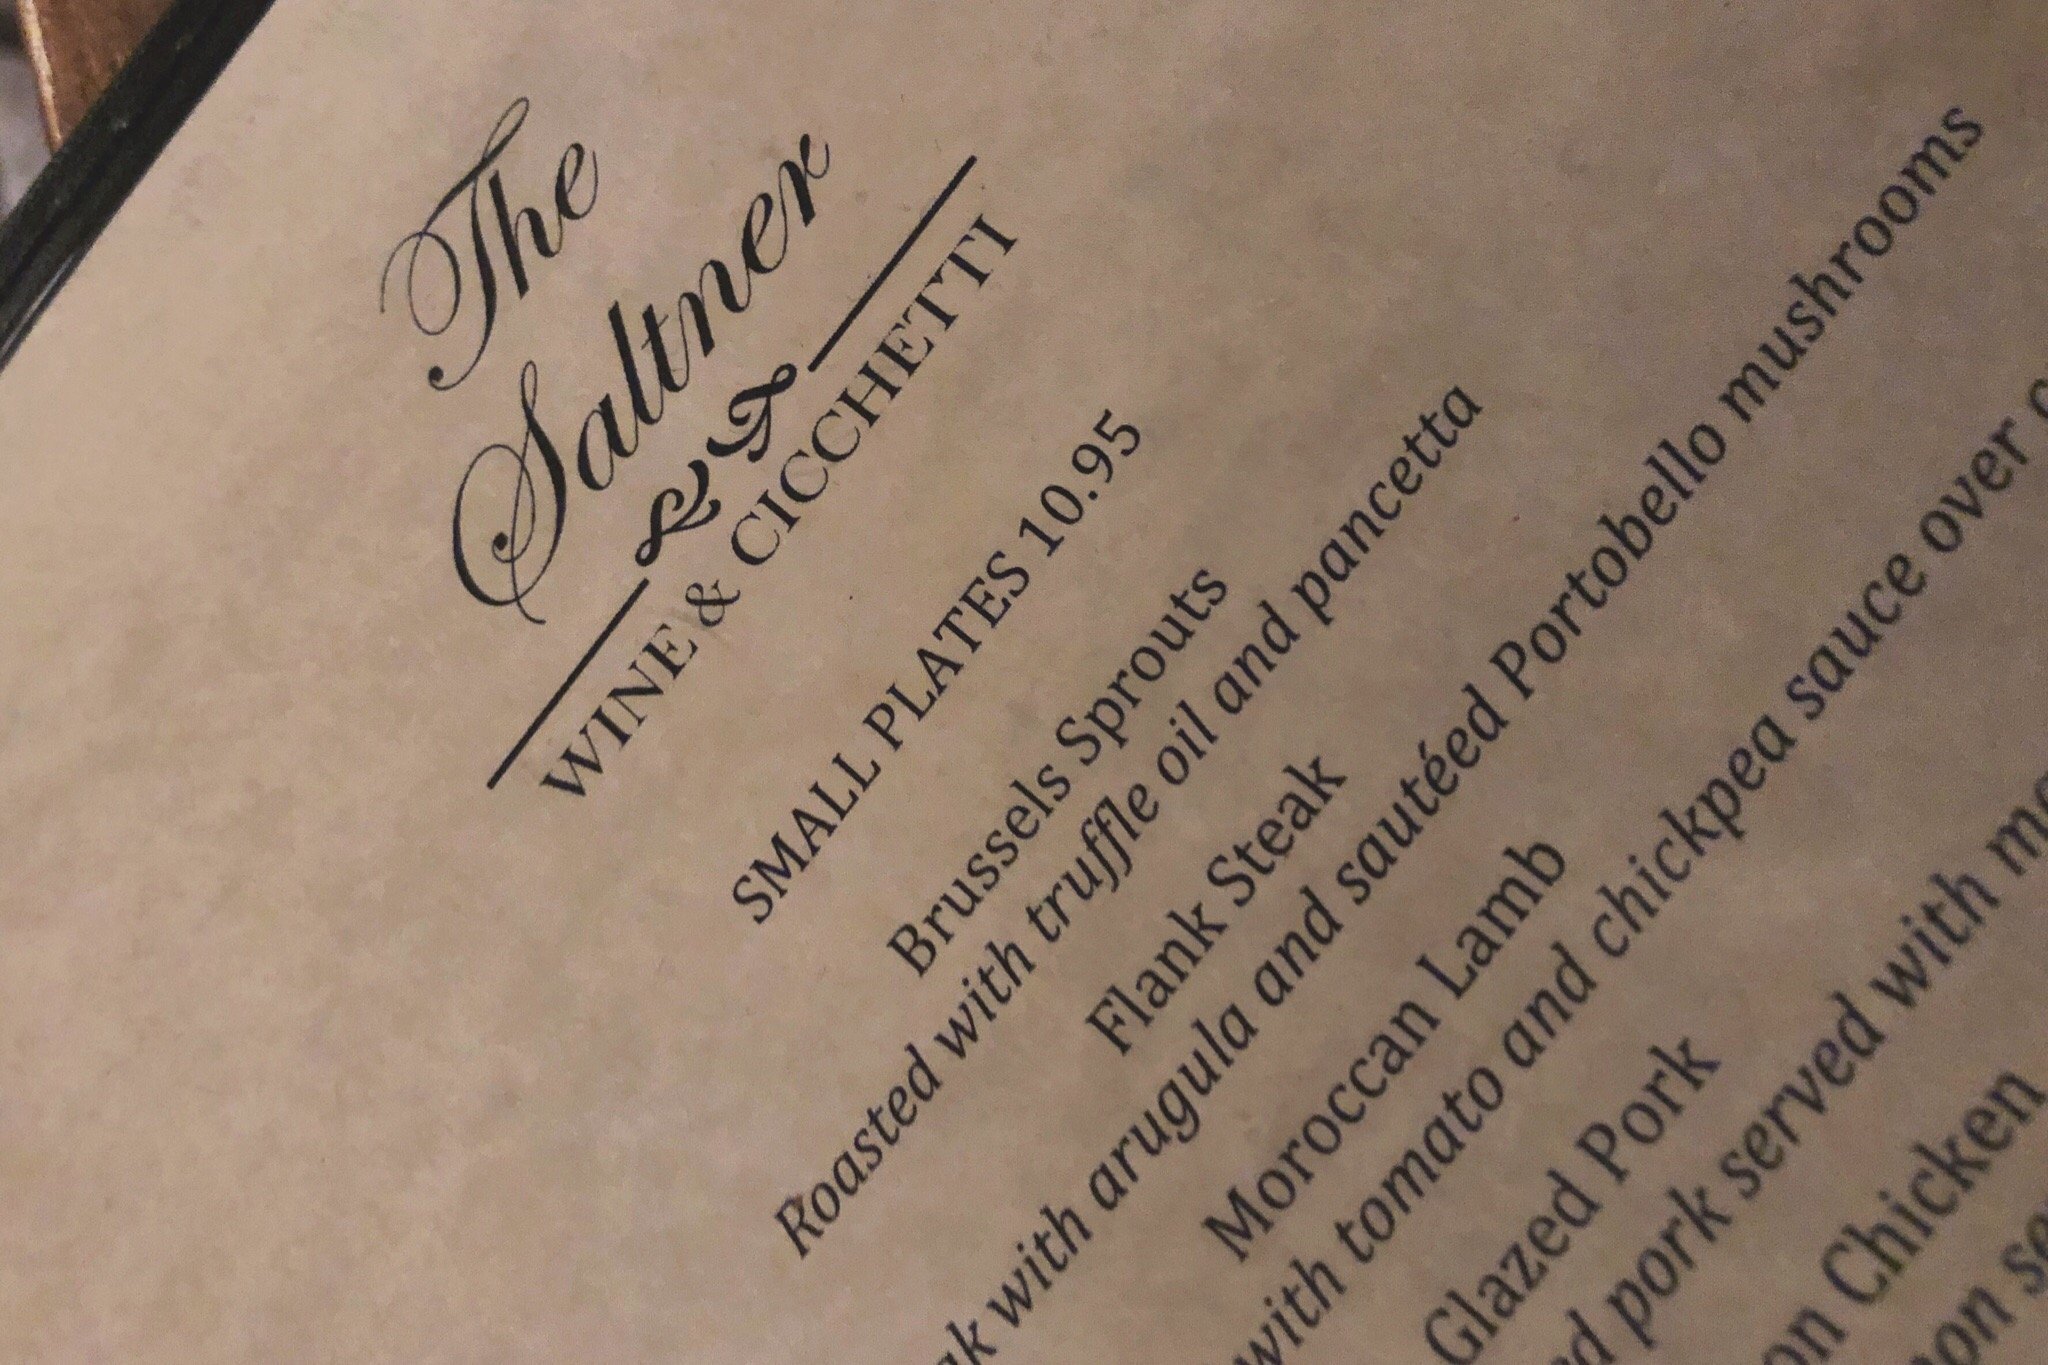 The
Saltner
WINE & CICCHETTI
SMALL PLATES 10.95
Brussels Sprouts
Roasted with truffle oil and pancetta
Flank Steak
with arugula and sautéed Portobello mushrooms
Moroccan Lamb
with tomato and chickpea sauce over
Glazed Pork
pork served with
Chicken